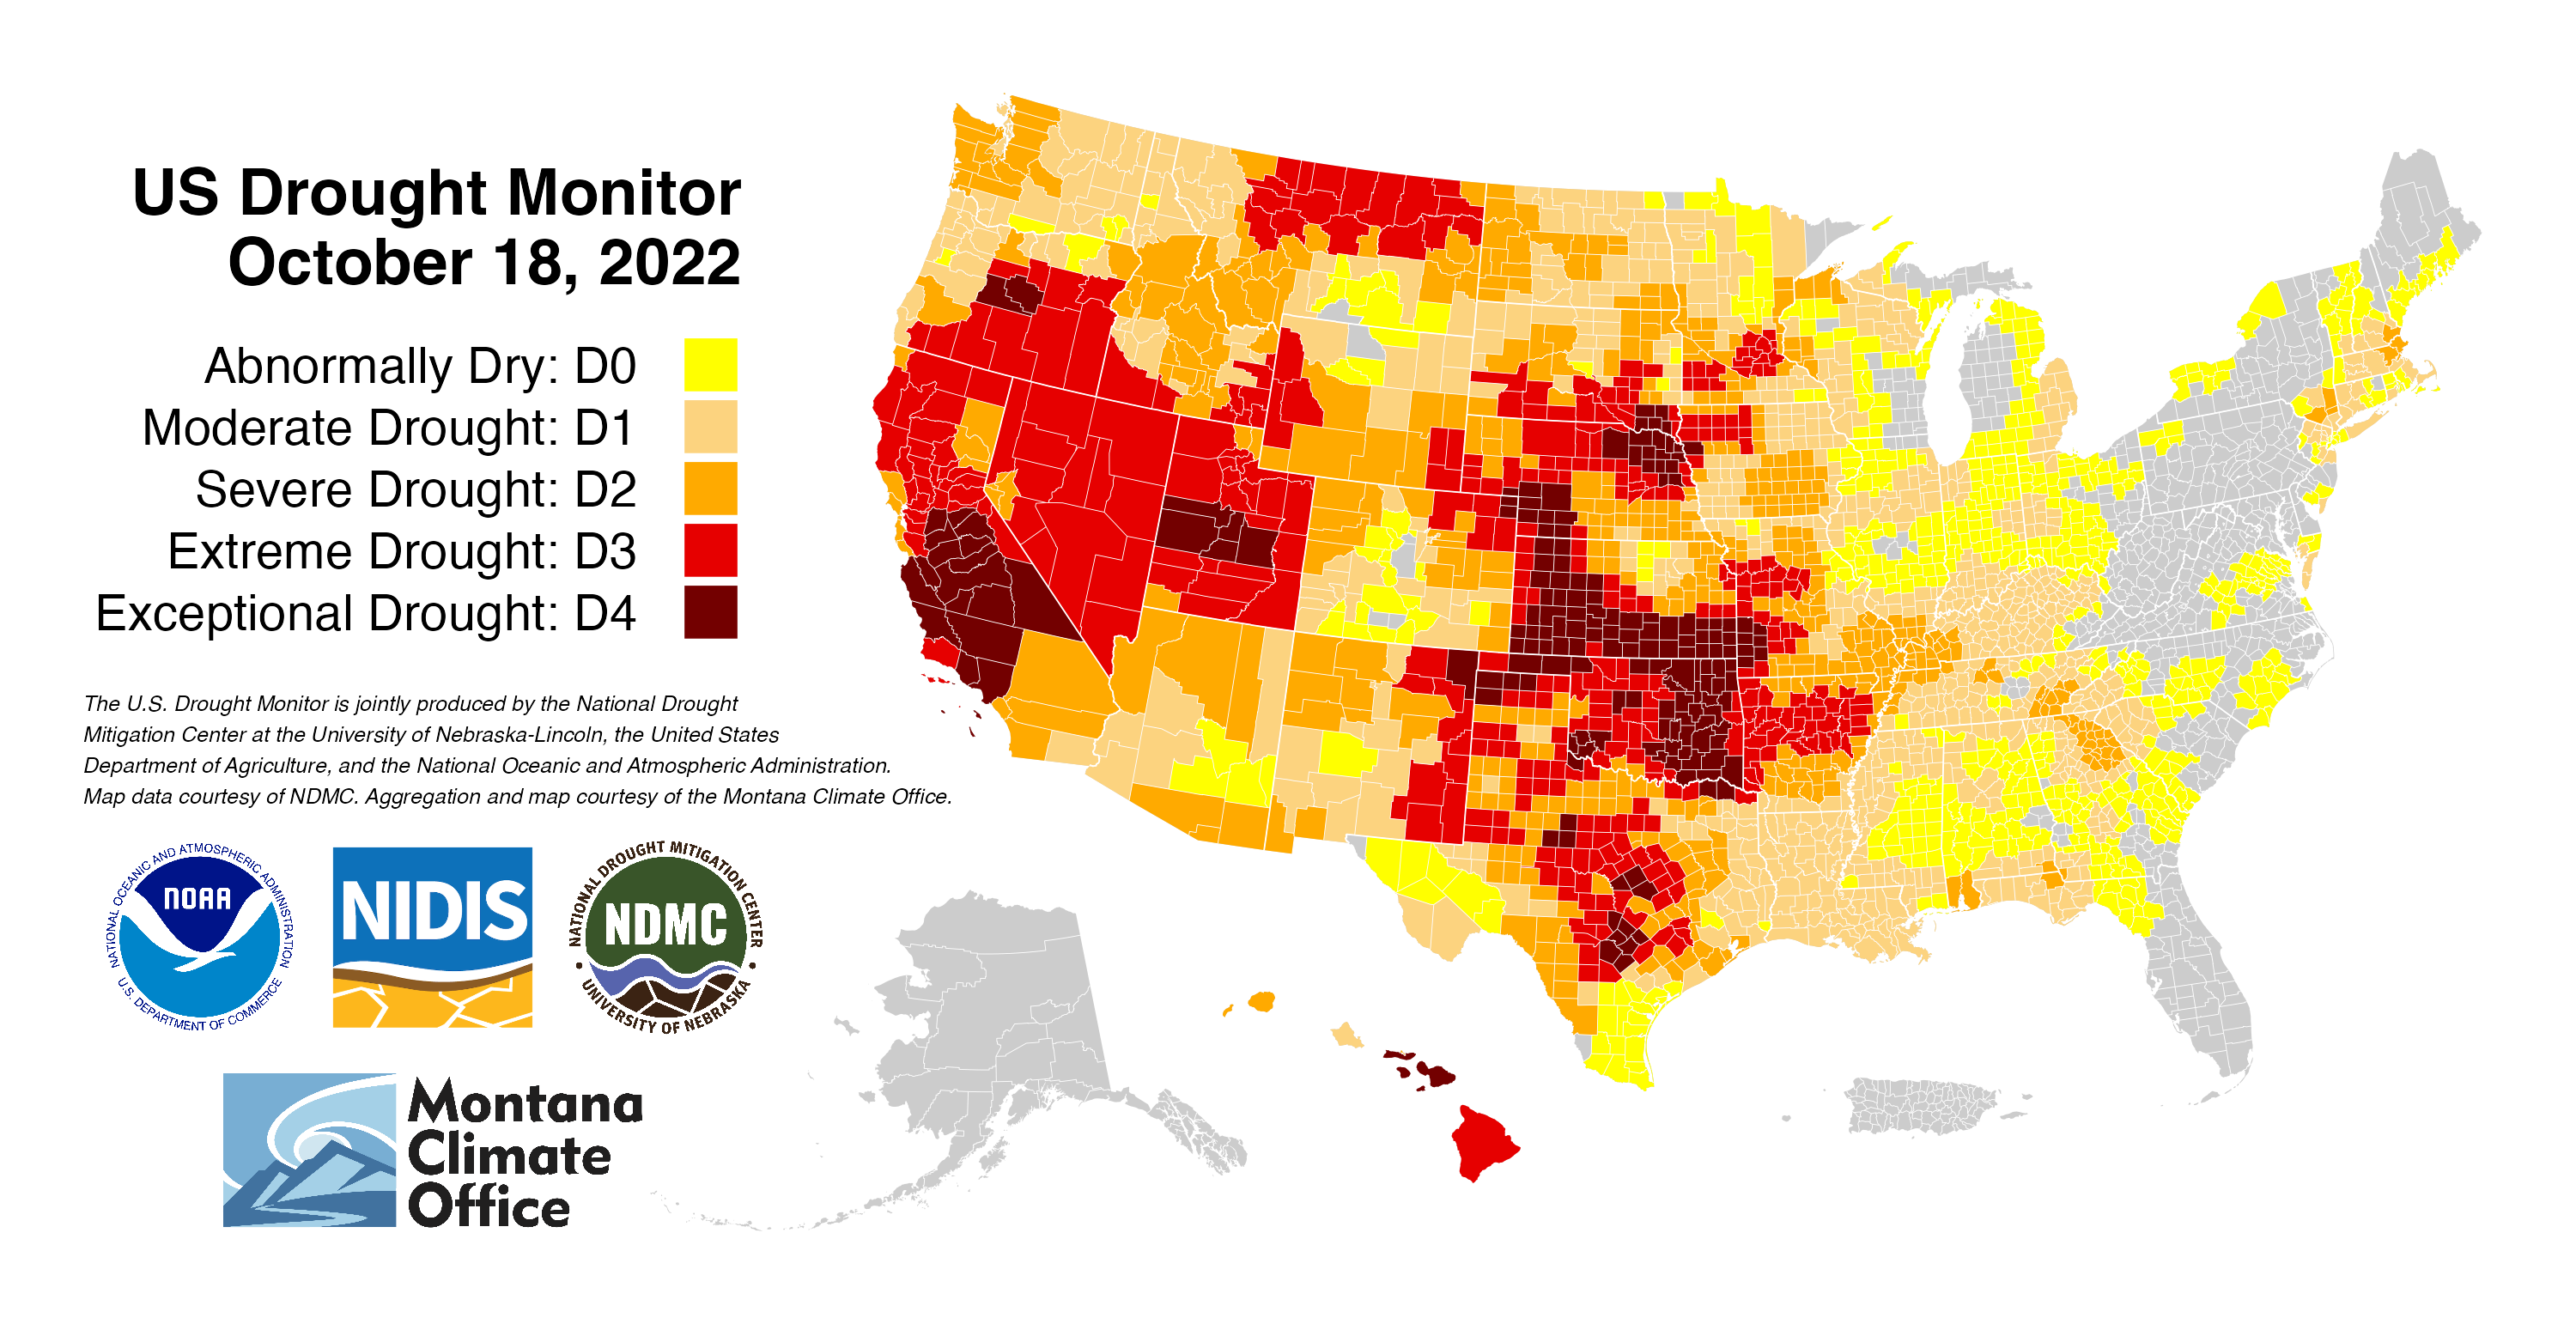 US Drought Monitor
October 18, 2022
Abnormally Dry: D0
Moderate Drought: D1
Severe Drought: D2
Extreme Drought: D3
Exceptional Drought: D4
The U.S. Drought Monitor is jointly produced by the National Drought
Mitigation Center at the University of Nebraska-Lincoln, the United States
Department of Agriculture, and the National Oceanic and Atmospheric Administration.
Map data courtesy of NDMC. Aggregation and map courtesy of the Montana Climate Office.
NATIONAL OCEANIC AND ATMOSPHERIC ADMINISTRATION
NOAA
U.S. DEPARTMENT OF COMMERCE
NIDIS
NATIONAL DROUGHT MITIGATION CENTER
NDMC
UNIVERSITY OF NEBRASKA
Montana
Climate
Office